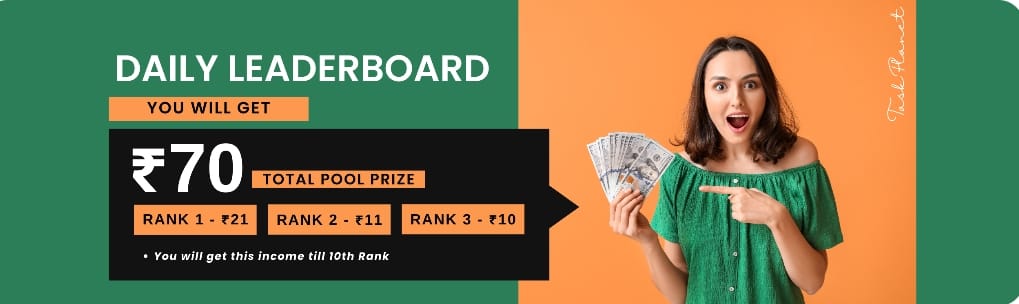 DAILY LEADERBOARD
YOU WILL GET
₹70
TOTAL POOL PRIZE
RANK 1 - ₹21
RANK 2 - ₹11
RANK 3 - ₹10
• You will get this income till 10th Rank
Task Planet